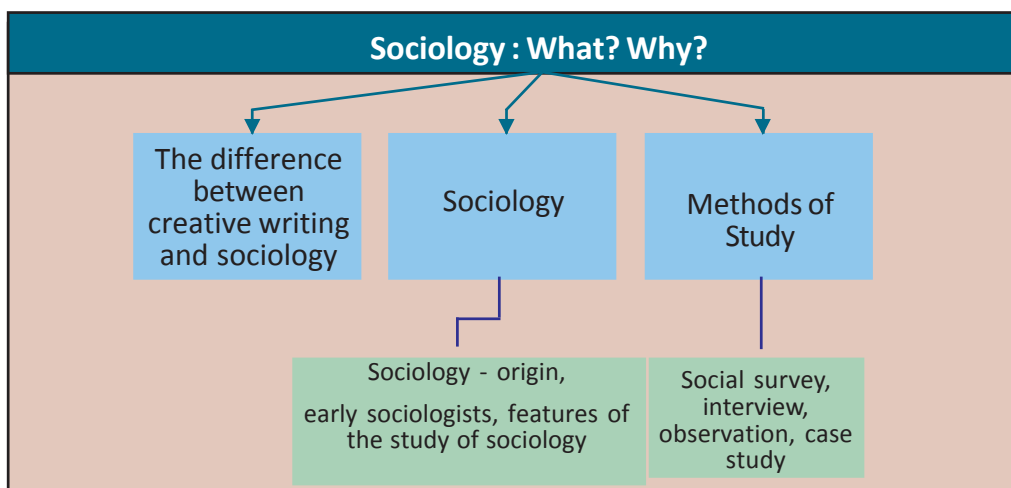 Sociology : What? Why?
The difference
between
creative writing
and sociology
Sociology
Methods of
Study
Sociology - origin,
early sociologists, features of
the study of sociology
Social survey,
interview,
observation, case
study